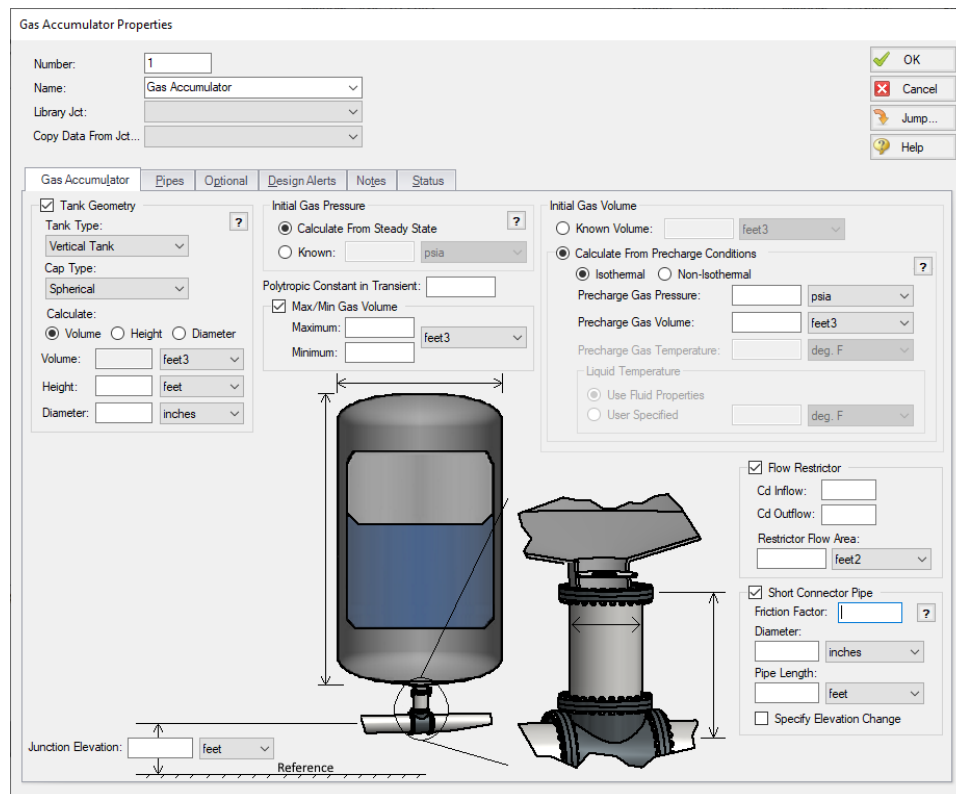 Gas Accumulator Properties
Number: 1
Name: Gas Accumulator
Library Jct:
Copy Data From Jct...
OK
Cancel
Jump...
Help
Gas Accumulator Pipes Optional Design Alerts Notes Status
Tank Geometry
?
Tank Type:
Vertical Tank
Cap Type:
Spherical
Calculate:
Volume Height Diameter
Volume: feet3
Height: feet
Diameter: inches
Initial Gas Pressure
Calculate From Steady State
?
Known: psia
Polytropic Constant in Transient:
Max/Min Gas Volume
Maximum:
feet3
Minimum:
Initial Gas Volume
Known Volume: feet3
Calculate From Precharge Conditions
?
Isothermal Non-Isothermal
Precharge Gas Pressure: psia
Precharge Gas Volume: feet3
Precharge Gas Temperature: deg. F
Liquid Temperature
Use Fluid Properties
User Specified deg. F
Flow Restrictor
Cd Inflow:
Cd Outflow:
Restrictor Flow Area:
feet2
Short Connector Pipe
Friction Factor: ?
Diameter:
inches
Pipe Length:
feet
Specify Elevation Change
Junction Elevation: feet
Reference